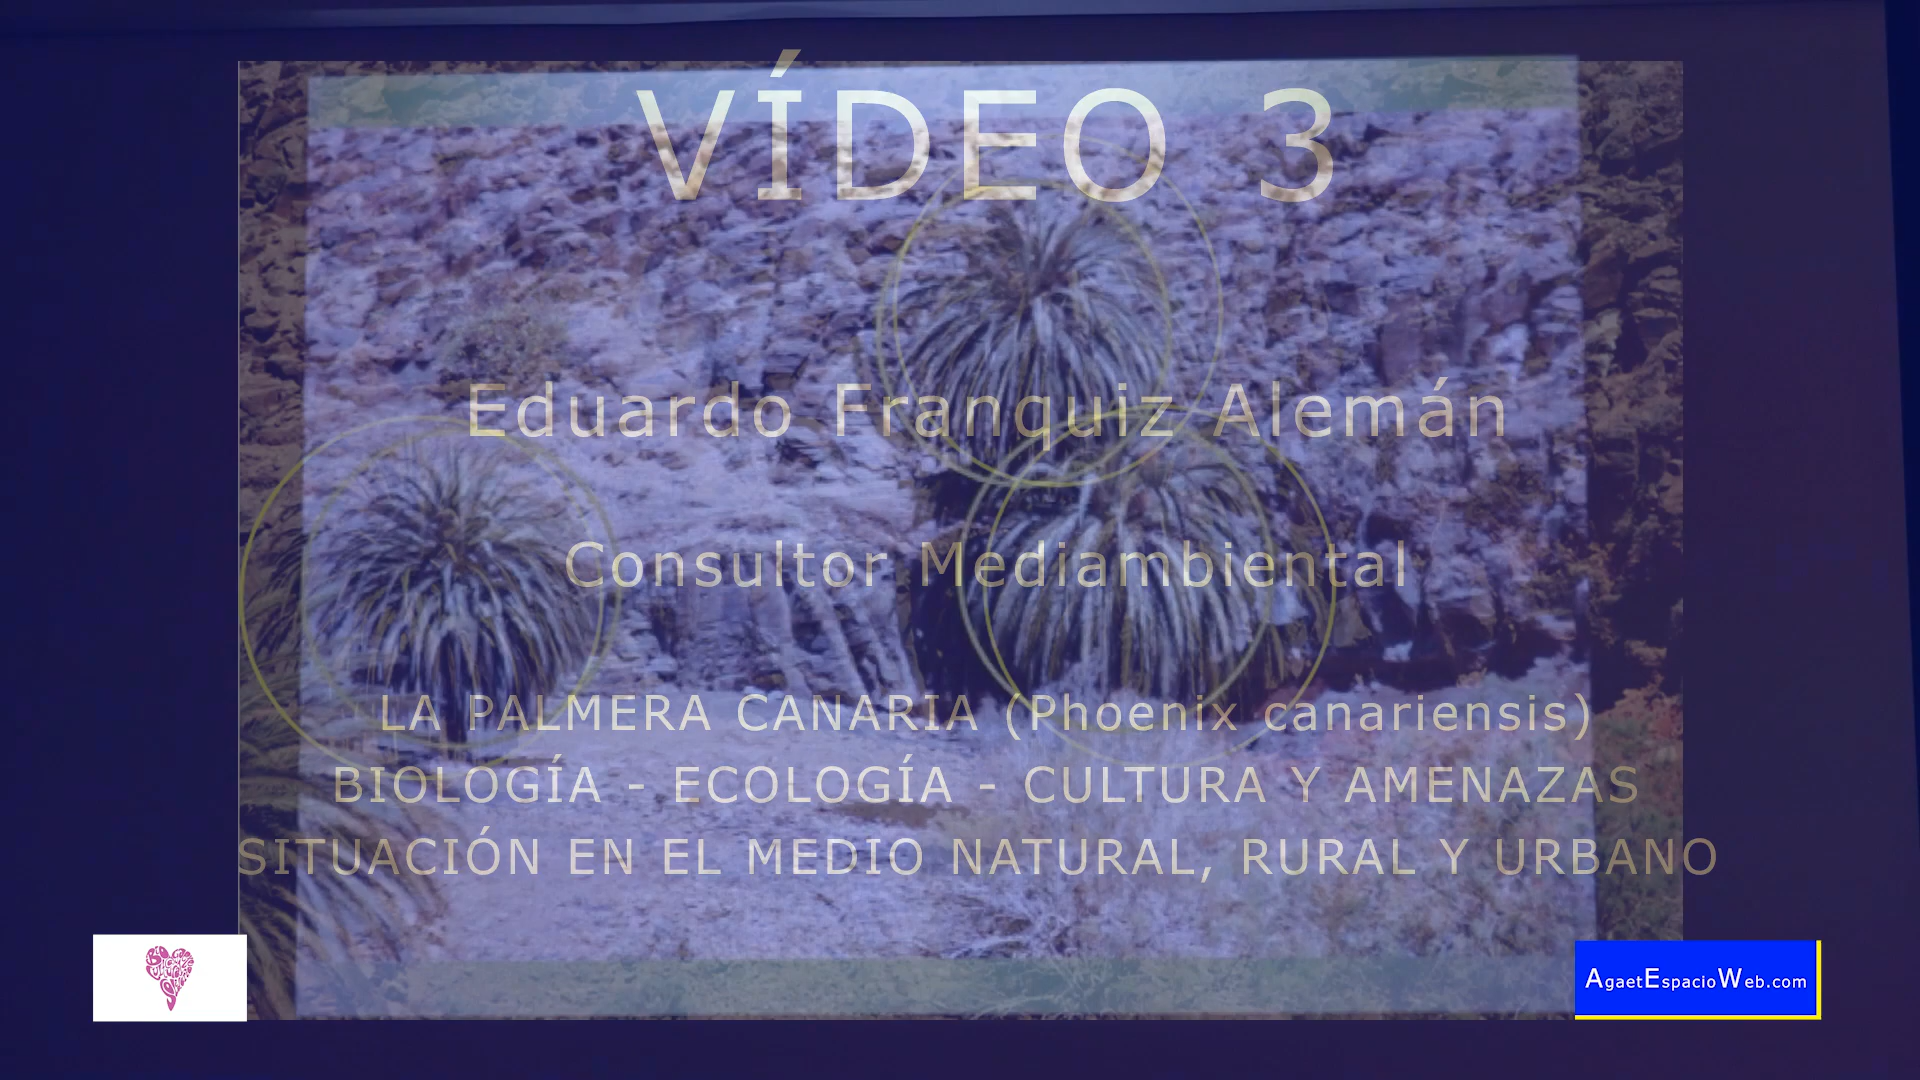 VÍDEO 3
Eduardo Franquiz Alemán
Consultor Mediambiental
LA PALMERA CANARIA (Phoenix canariensis)
BIOLOGÍA - ECOLOGÍA - CULTURA Y AMENAZAS
SITUACIÓN EN EL MEDIO NATURAL, RURAL Y URBANO
AgaetEspacioWeb.com